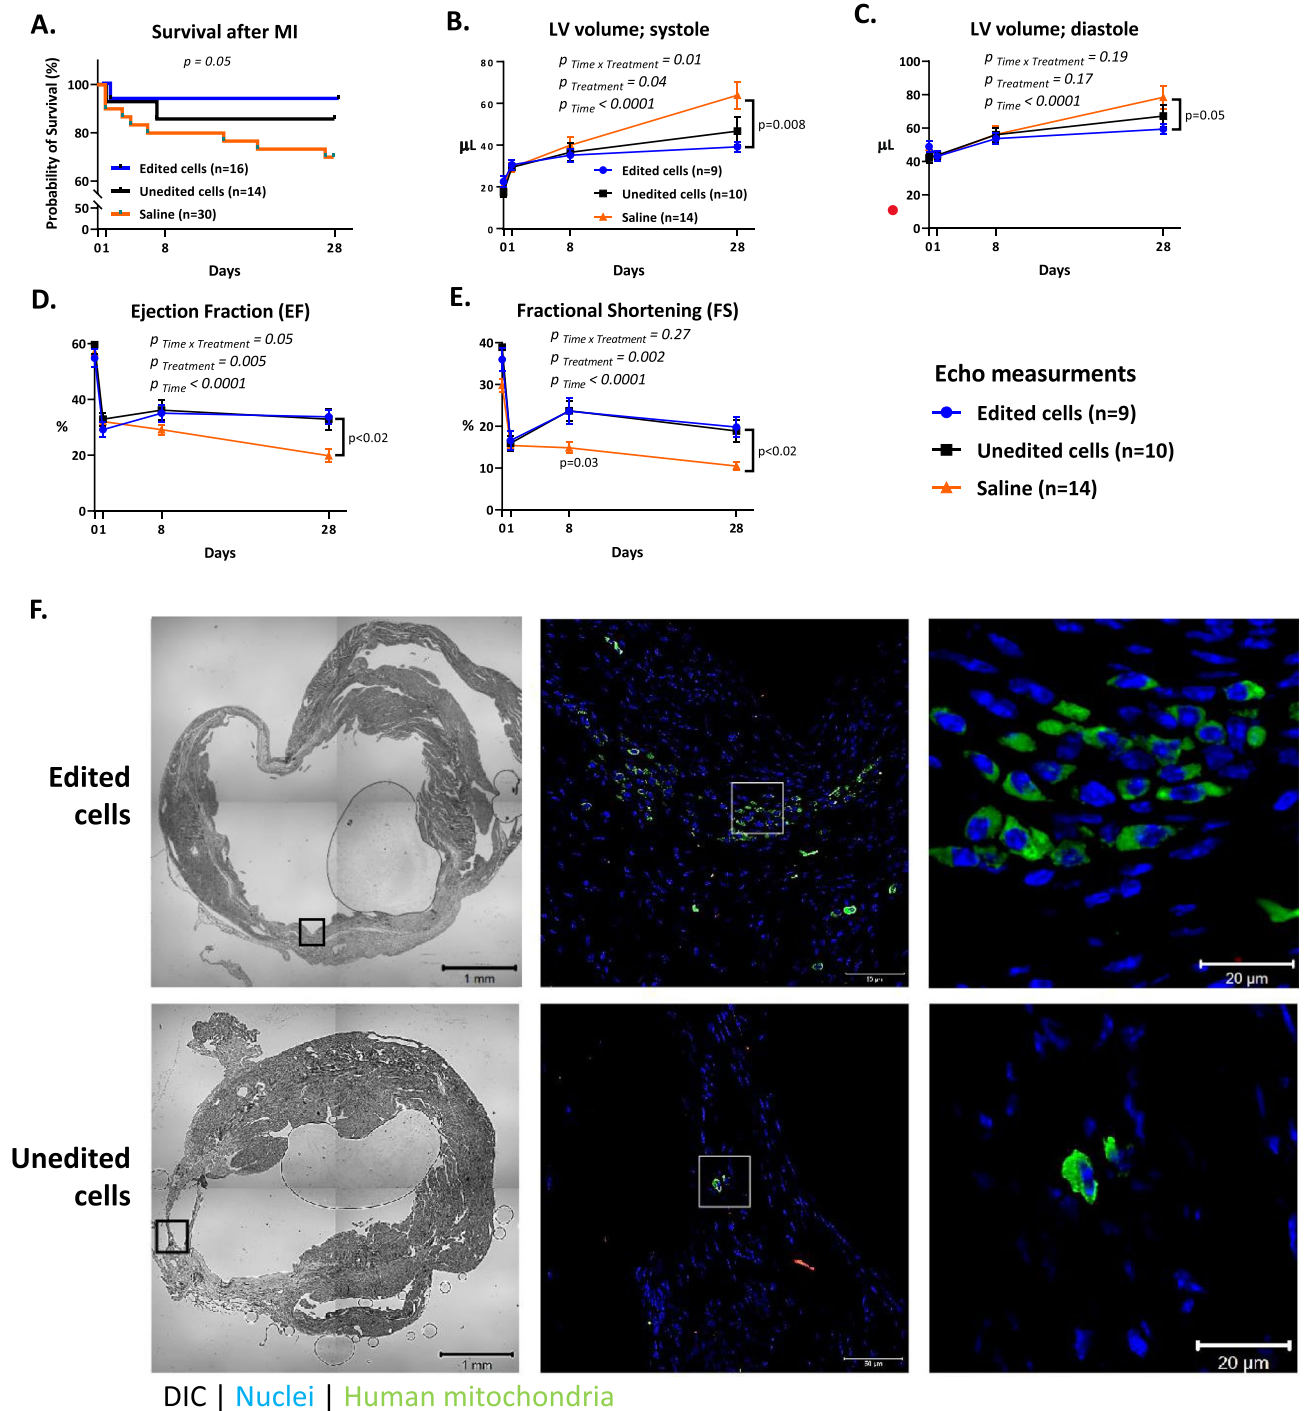 A.
Survival after MI
p = 0.05
Probability of Survival (%)
100
80
60
50
0
Edited cells (n=16)
Unedited cells (n=14)
Saline (n=30)
0 1 8 28
Days
B.
LV volume; systole
p Time x Treatment = 0.01
p Treatment = 0.04
p Time < 0.0001
80
60
40
20
0
µL
p=0.008
Edited cells (n=9)
Unedited cells (n=10)
Saline (n=14)
0 1 8 28
Days
C.
LV volume; diastole
p Time x Treatment = 0.19
p Treatment = 0.17
p Time < 0.0001
100
80
60
40
20
0
µL
p=0.05
0 1 8 28
Days
D.
Ejection Fraction (EF)
p Time x Treatment = 0.05
p Treatment = 0.005
p Time < 0.0001
60
40
20
0
%
p<0.02
0 1 8 28
Days
E.
Fractional Shortening (FS)
p Time x Treatment = 0.27
p Treatment = 0.002
p Time < 0.0001
40
30
20
10
0
%
p=0.03
p<0.02
0 1 8 28
Days
Echo measurments
Edited cells (n=9)
Unedited cells (n=10)
Saline (n=14)
F.
Edited
cells
1 mm
20 µm
Unedited
cells
1 mm
50 µm
20 µm
DIC | Nuclei | Human mitochondria